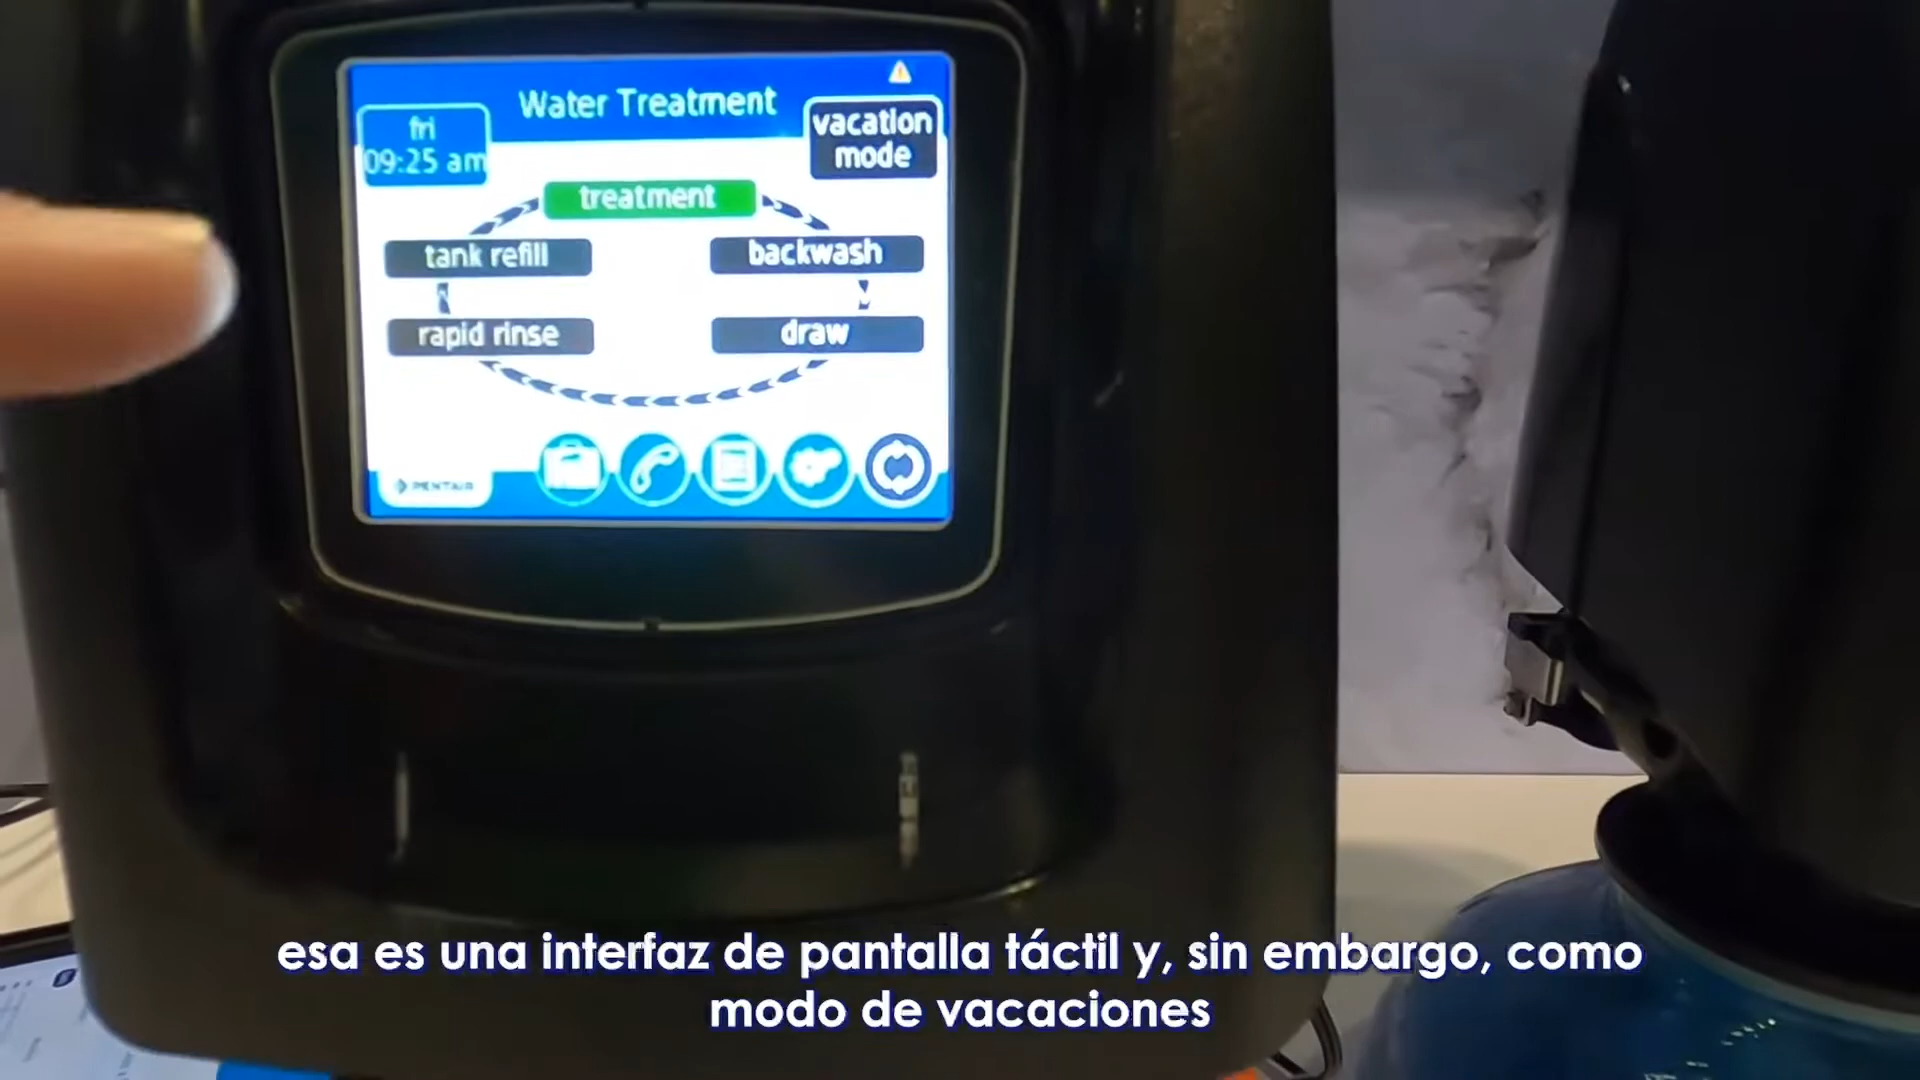 Water Treatment
fri
09:25 am
vacation
mode
treatment
tank refill
backwash
rapid rinse
draw
PENTAIR
esa es una interfaz de pantalla táctil y, sin embargo, como
modo de vacaciones